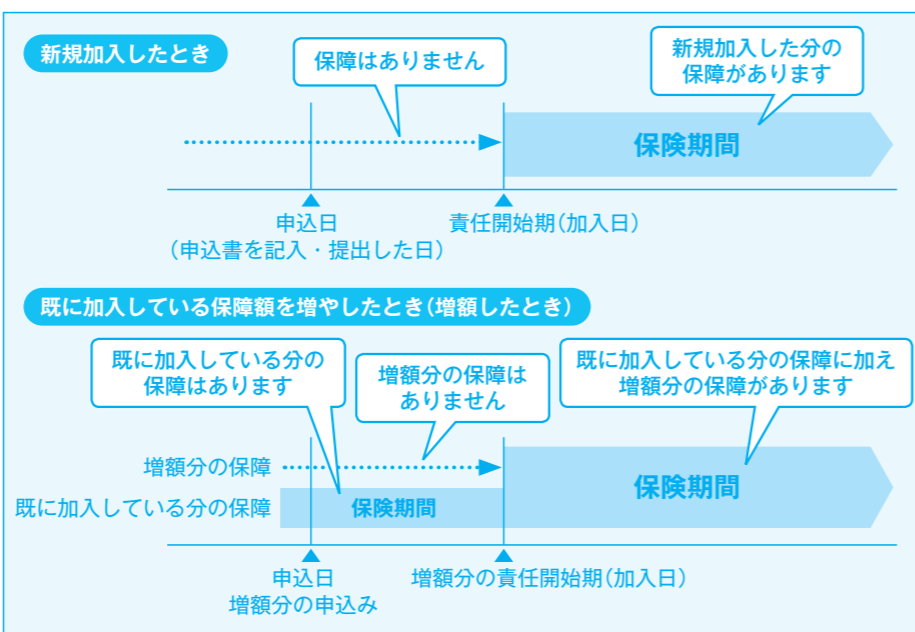 新規加入したとき
保障はありません
新規加入した分の
保障があります
保険期間
申込日
（申込書を記入・提出した日）
責任開始期（加入日）
既に加入している保障額を増やしたとき（増額したとき）
既に加入している分の
保障はあります
増額分の保障は
ありません
既に加入している分の保障に加え
増額分の保障があります
増額分の保障
既に加入している分の保障
保険期間
保険期間
申込日
増額分の申込み
増額分の責任開始期（加入日）